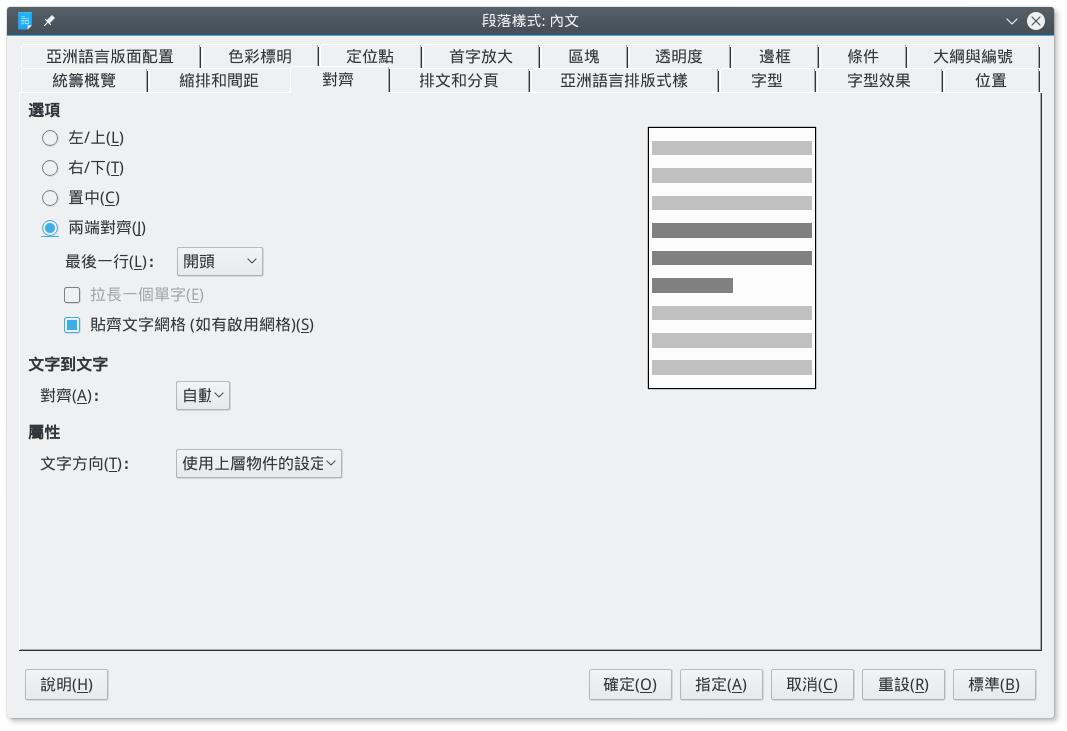 段落樣式: 內文
亞洲語言版面配置 色彩標明 定位點 首字放大 區塊 透明度 邊框 條件 大綱與編號
統籌概覽 縮排和間距 對齊 排文和分頁 亞洲語言排版式樣 字型 字型效果 位置
選項
左/上(L)
右/下(T)
置中(C)
兩端對齊(J)
最後一行(L)： 開頭
拉長一個單字(E)
貼齊文字網格 (如有啟用網格)(S)
文字到文字
對齊(A)： 自動
屬性
文字方向(T)： 使用上層物件的設定
說明(H) 確定(O) 指定(A) 取消(C) 重設(R) 標準(B)